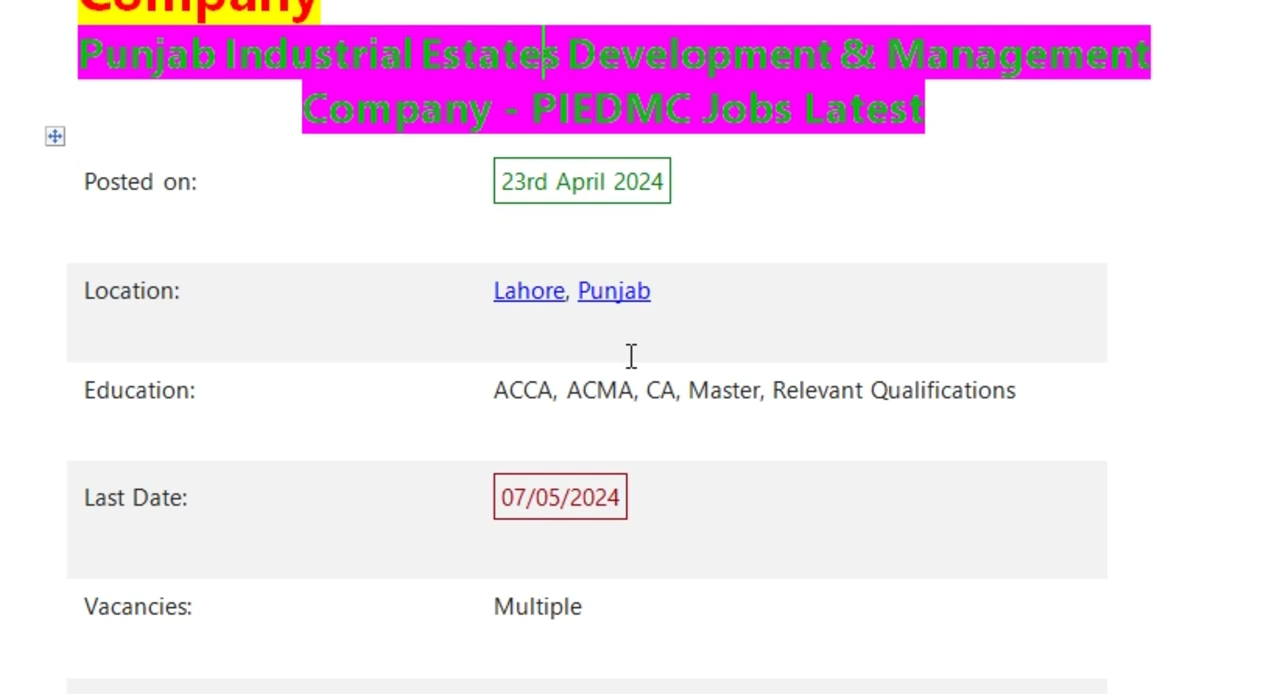 Company
Punjab Industrial Estates Development & Management
Company - PIEDMC Jobs Latest
Posted on: 23rd April 2024
Location: Lahore, Punjab
Education: ACCA, ACMA, CA, Master, Relevant Qualifications
Last Date: 07/05/2024
Vacancies: Multiple